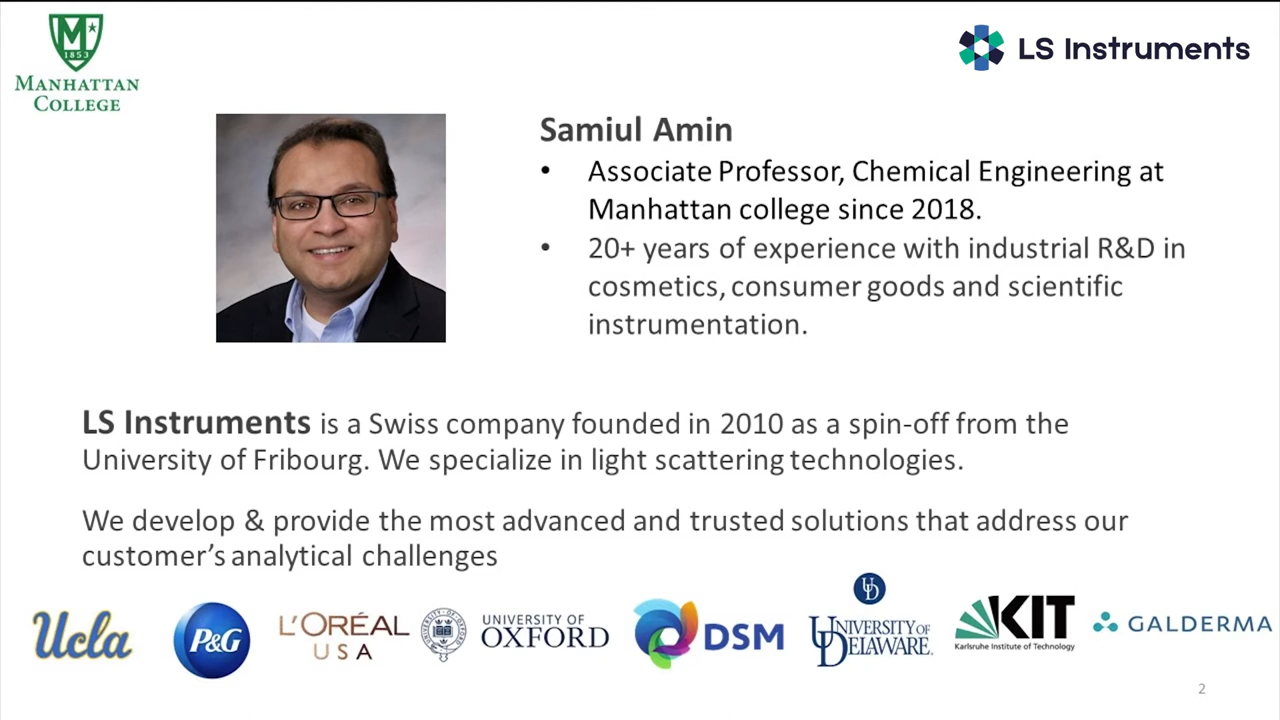 M
1853
MANHATTAN
COLLEGE
LS Instruments
Samiul Amin
• Associate Professor, Chemical Engineering at
Manhattan college since 2018.
• 20+ years of experience with industrial R&D in
cosmetics, consumer goods and scientific
instrumentation.
LS Instruments is a Swiss company founded in 2010 as a spin-off from the
University of Fribourg. We specialize in light scattering technologies.
We develop & provide the most advanced and trusted solutions that address our
customer's analytical challenges
Ucla
P&G
L'ORÉAL
USA
UNIVERSITY OF
OXFORD
DSM
UD
UNIVERSITY OF
DELAWARE.
KIT
Karlsruhe Institute of Technology
GALDERMA
2